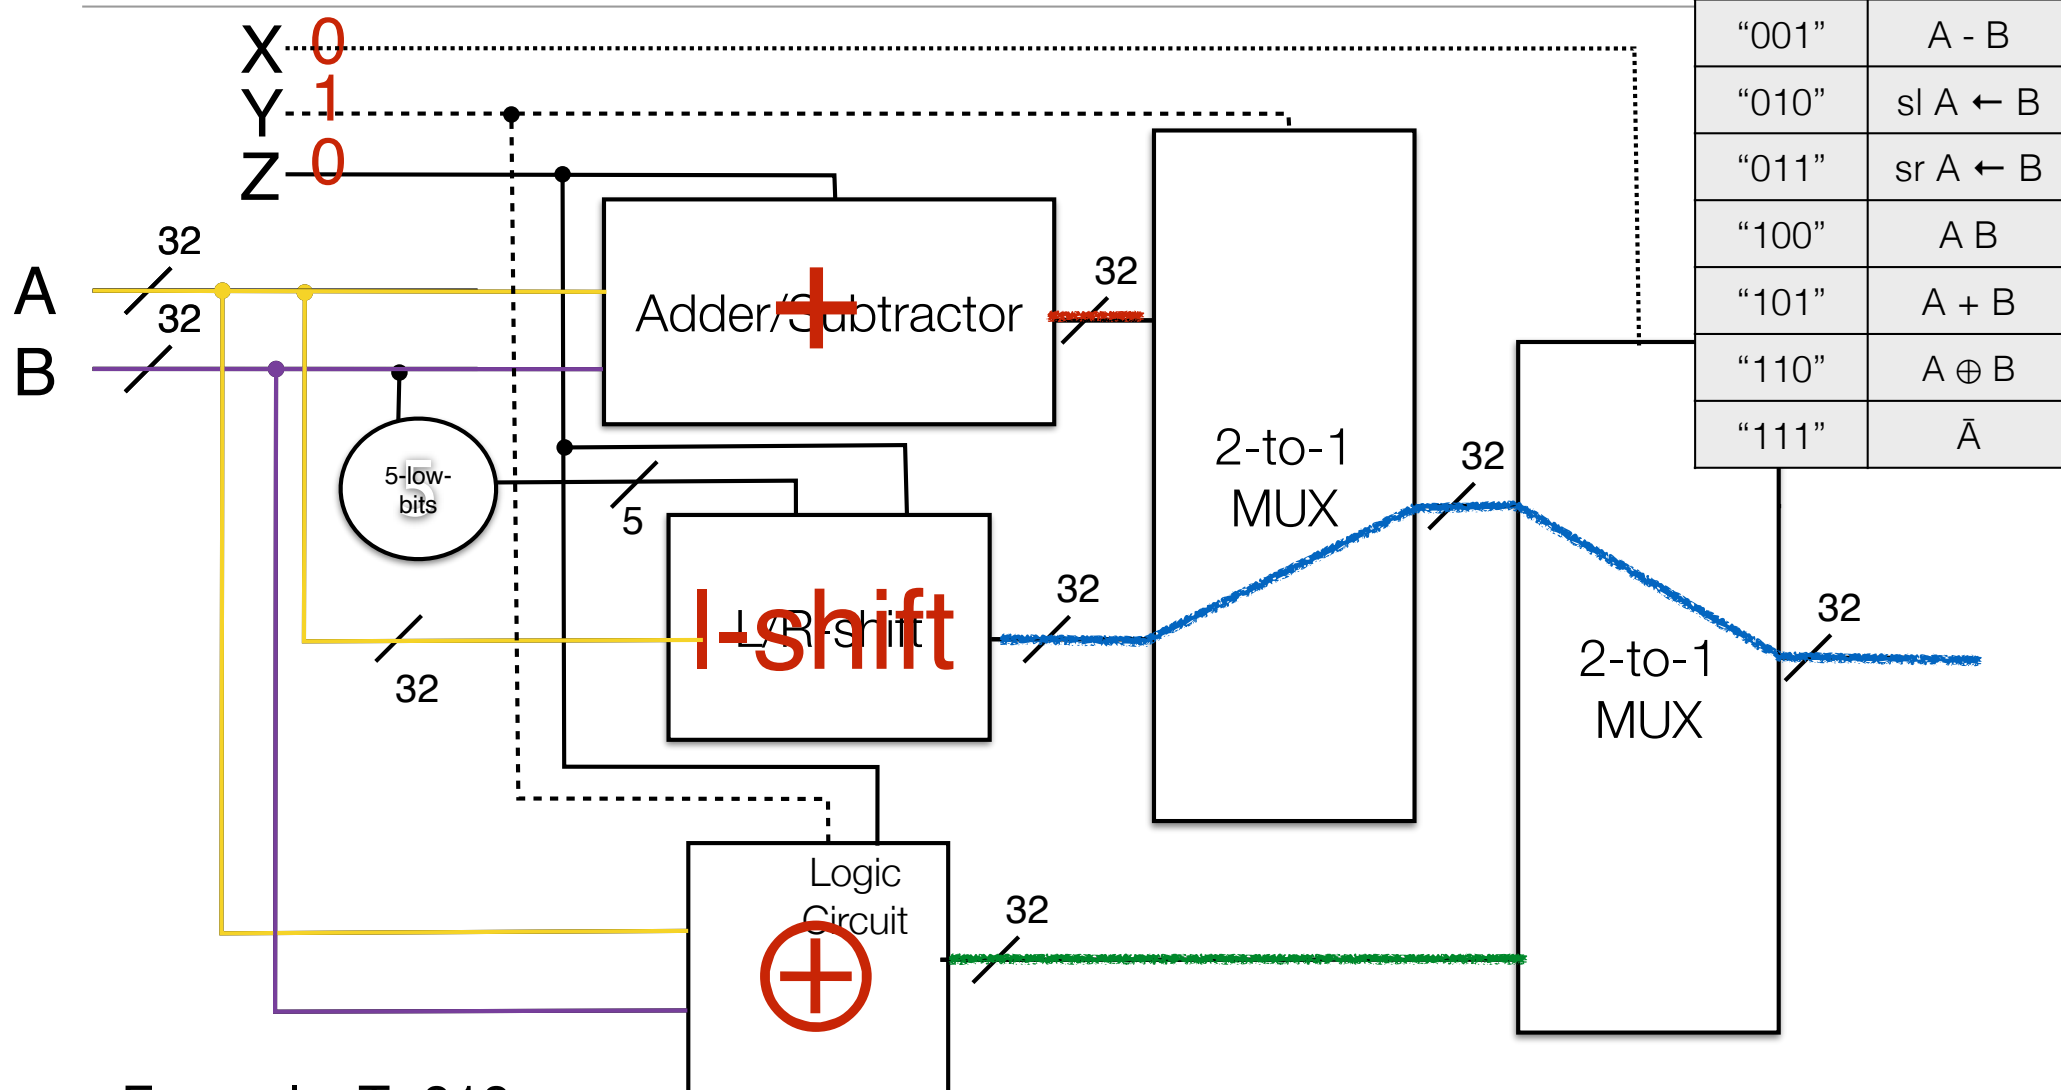 X 0
Y 1
Z 0
"001" A - B
"010" sl A ← B
"011" sr A ← B
"100" A B
"101" A + B
"110" A ⊕ B
"111" Ā
A 32
B 32
Adder/Subtractor
+
32
5-low-
bits
5
5
32
L/R-shift
l-shift
32
2-to-1
MUX
32
2-to-1
MUX
32
Logic
Circuit
⊕
32